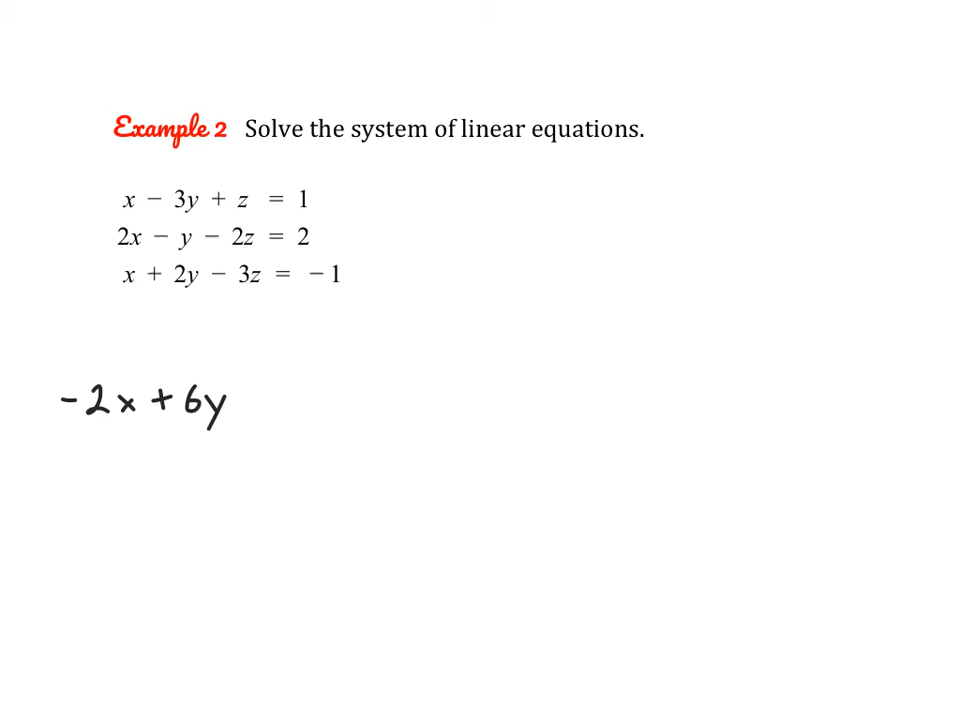 Example 2 Solve the system of linear equations.
x − 3y + z = 1
2x − y − 2z = 2
x + 2y − 3z = − 1
-2x + 6y